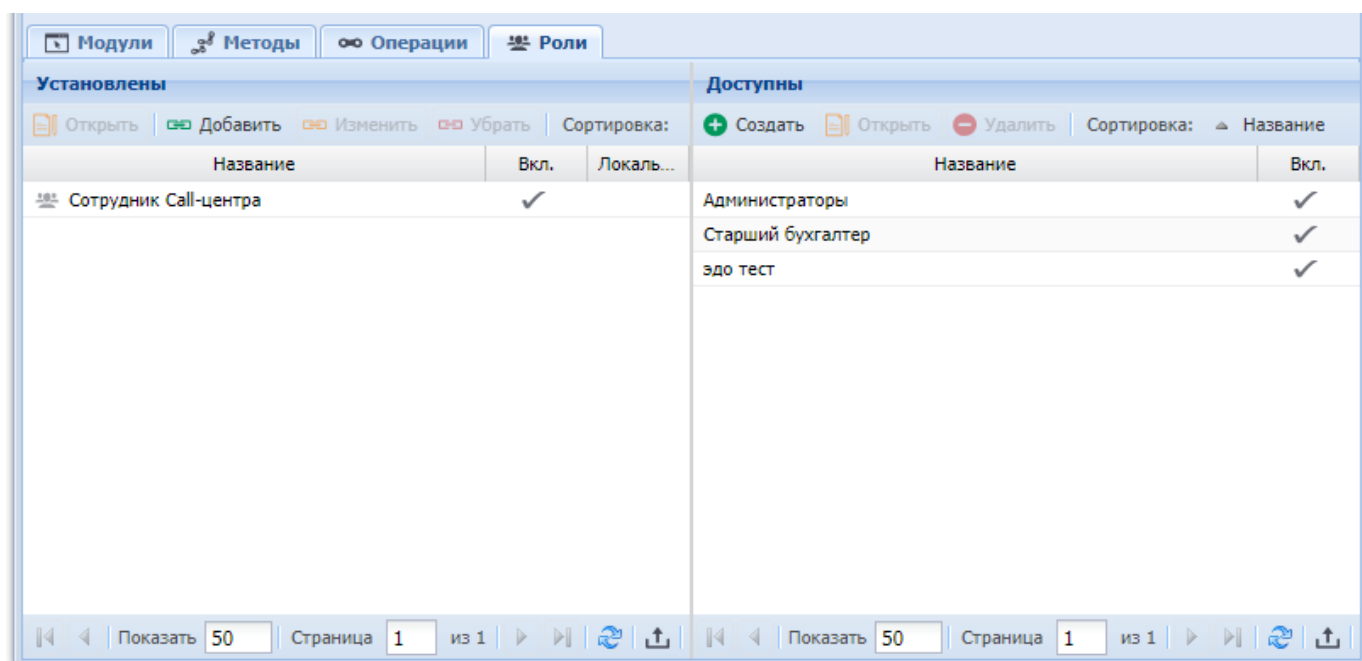 Модули Методы Операции Роли
Установлены
Открыть Добавить Изменить Убрать Сортировка:
Название Вкл. Локаль...
Сотрудник Call-центра
Показать 50 Страница 1 из 1
Доступны
Создать Открыть Удалить Сортировка: Название
Название Вкл.
Администраторы
Старший бухгалтер
эдо тест
Показать 50 Страница 1 из 1